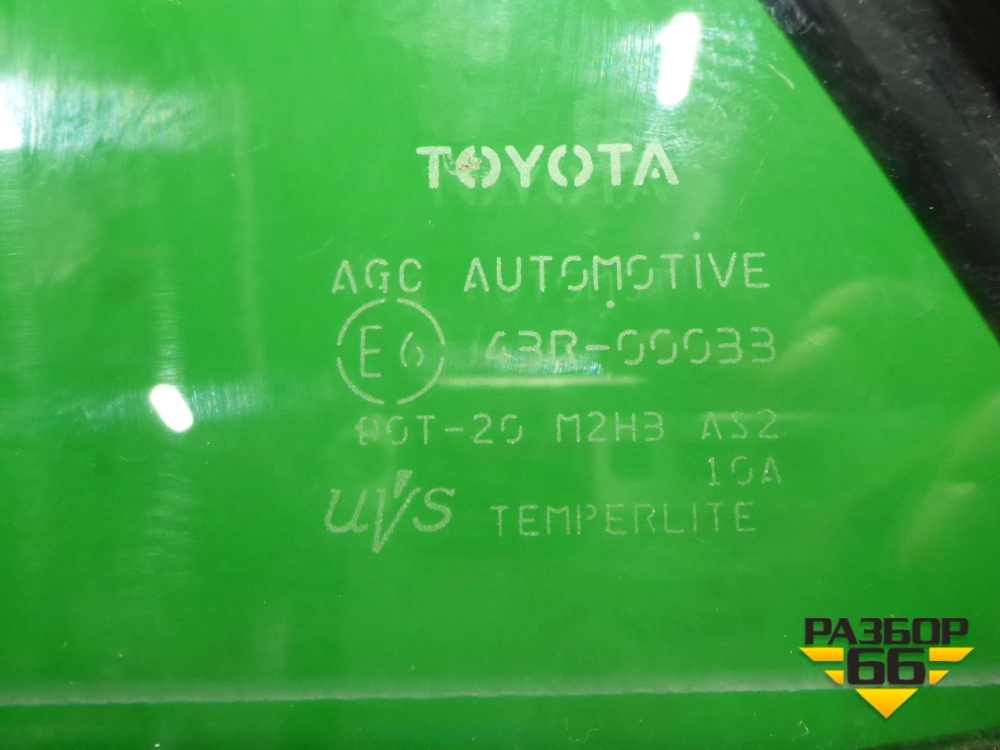 TOYOTA
AGC AUTOMOTIVE
E6 43R-00033
DOT-20 M2H3 AS2
10A
UVS TEMPERLITE
РАЗБОР
66